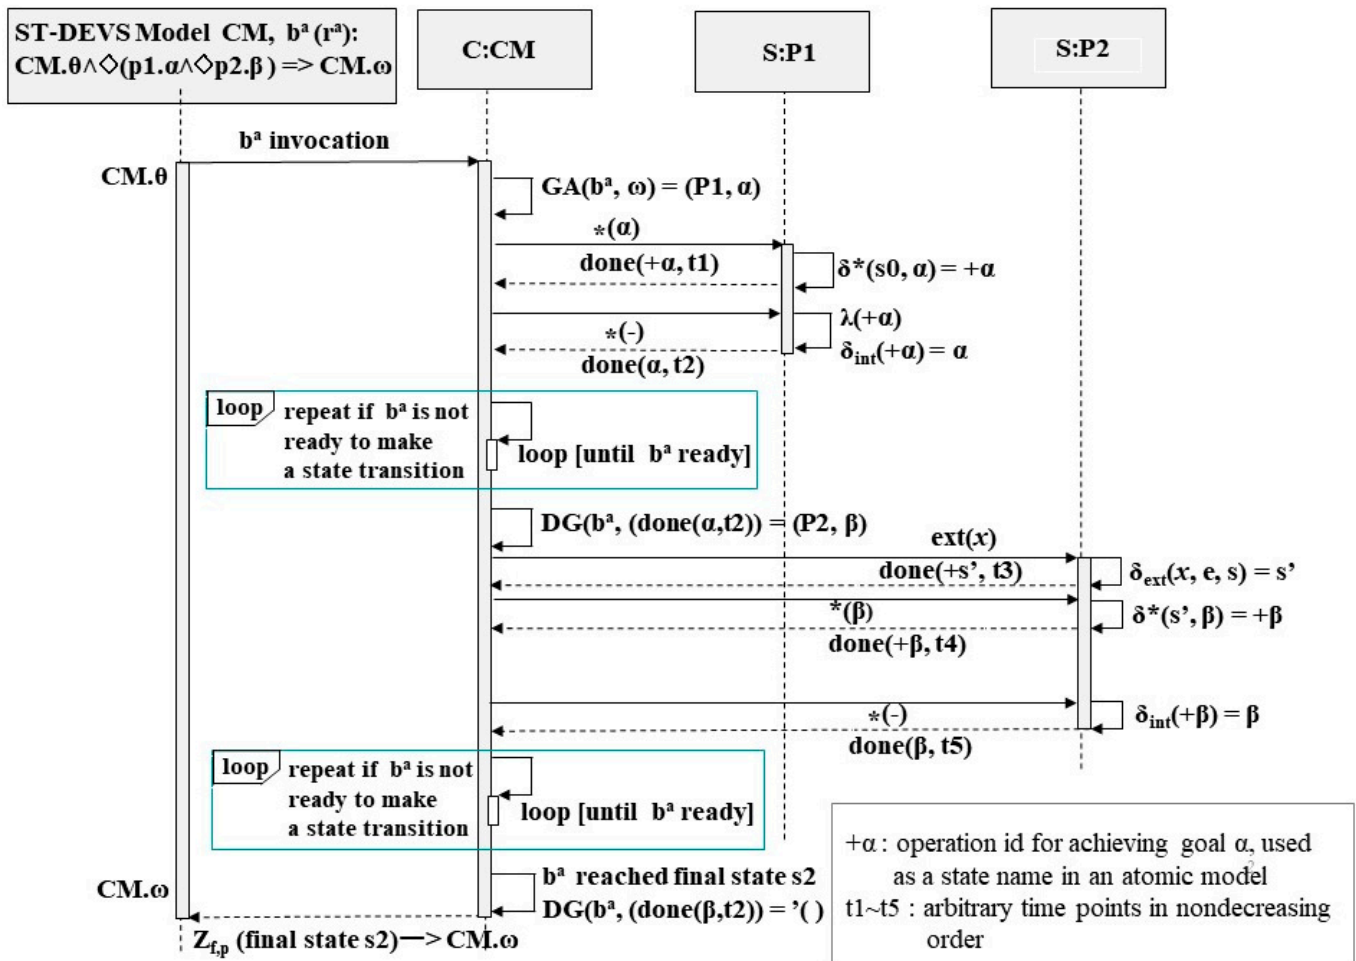 ST-DEVS Model CM, bᵃ (rᵃ):
CM.θ∧◇(p1.α∧◇p2.β ) => CM.ω
C:CM
S:P1
S:P2
bᵃ invocation
CM.θ
GA(bᵃ, ω) = (P1, α)
*(α)
done(+α, t1)
δ*(s0, α) = +α
λ(+α)
*(-)
δint(+α) = α
done(α, t2)
loop
repeat if bᵃ is not
ready to make
a state transition
loop [until bᵃ ready]
DG(bᵃ, (done(α,t2)) = (P2, β)
ext(x)
done(+s’, t3)
δext(x, e, s) = s’
*(β)
δ*(s’, β) = +β
done(+β, t4)
*(-)
δint(+β) = β
done(β, t5)
loop
repeat if bᵃ is not
ready to make
a state transition
loop [until bᵃ ready]
bᵃ reached final state s2
CM.ω
DG(bᵃ, (done(β,t2)) = ’( )
Zf,p (final state s2)—> CM.ω
+α : operation id for achieving goal α, used
as a state name in an atomic model
t1~t5 : arbitrary time points in nondecreasing
order